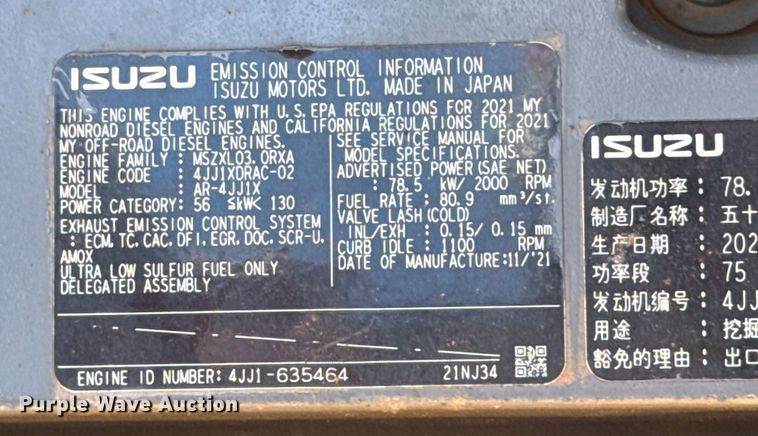 ISUZU EMISSION CONTROL INFORMATION
ISUZU MOTORS LTD. MADE IN JAPAN
THIS ENGINE COMPLIES WITH U.S.EPA REGULATIONS FOR 2021 MY
NONROAD DIESEL ENGINES AND CALIFORNIA REGULATIONS FOR 2021
MY OFF-ROAD DIESEL ENGINES.
ENGINE FAMILY : MSZXL03.0RXA
ENGINE CODE : 4JJ1XDRAC-02
MODEL : AR-4JJ1X
POWER CATEGORY: 56 ≦kW< 130
EXHAUST EMISSION CONTROL SYSTEM
: ECM, TC, CAC, DFI, EGR, DOC, SCR-U,
AMOX
ULTRA LOW SULFUR FUEL ONLY
DELEGATED ASSEMBLY
SEE SERVICE MANUAL FOR
MODEL SPECIFICATIONS.
ADVERTISED POWER(SAE NET)
: 78.5 kW/ 2000 RPM
FUEL RATE : 80.9 mm³/st.
VALVE LASH(COLD)
INL/EXH : 0.15/ 0.15 mm
CURB IDLE : 1100 RPM
DATE OF MANUFACTURE:11/'21
ENGINE ID NUMBER: 4JJ1-635464 21NJ34
ISUZU
发动机功率: 78.
制造厂名称: 五十
生产日期 : 202
功率段 : 75
发动机编号: 4JJ
用途 : 挖掘
豁免的理由: 出口
Purple Wave Auction